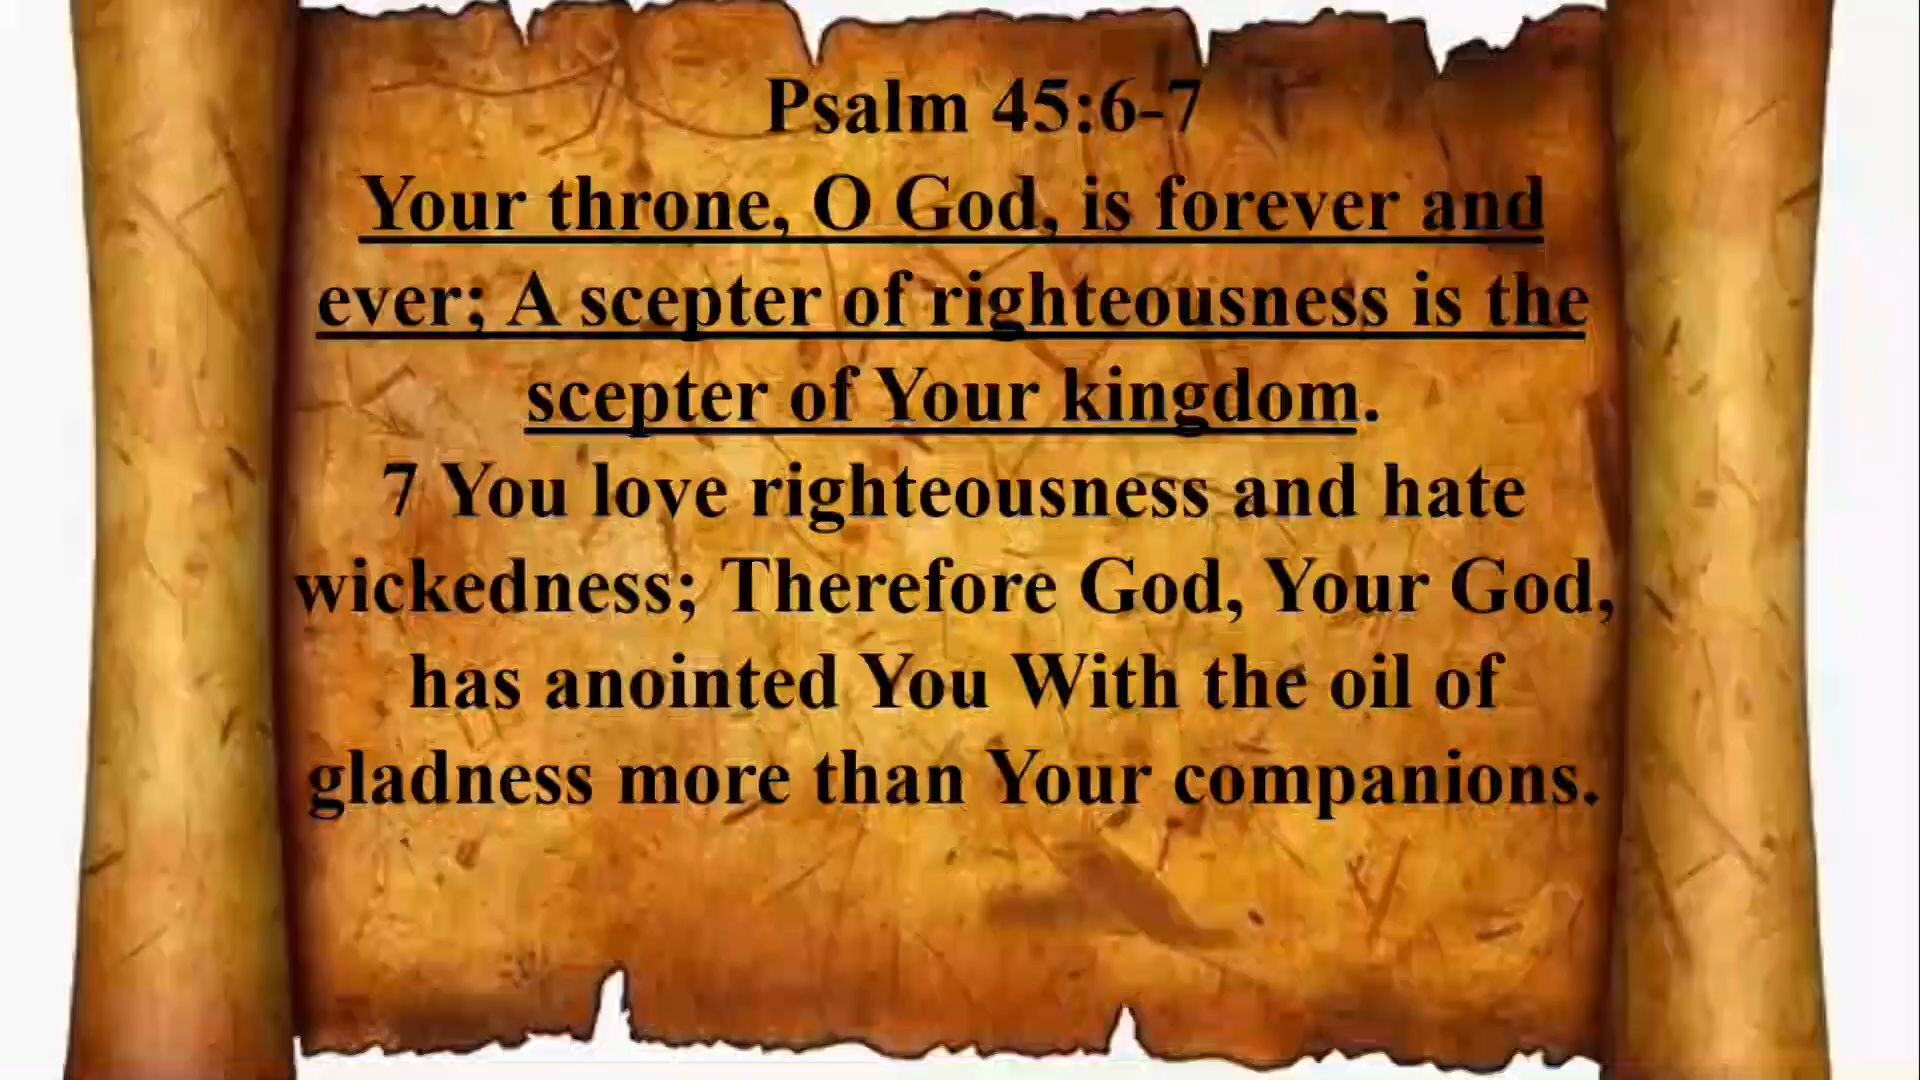 Psalm 45:6-7
Your throne, O God, is forever and
ever; A scepter of righteousness is the
scepter of Your kingdom.
7 You love righteousness and hate
wickedness; Therefore God, Your God,
has anointed You With the oil of
gladness more than Your companions.